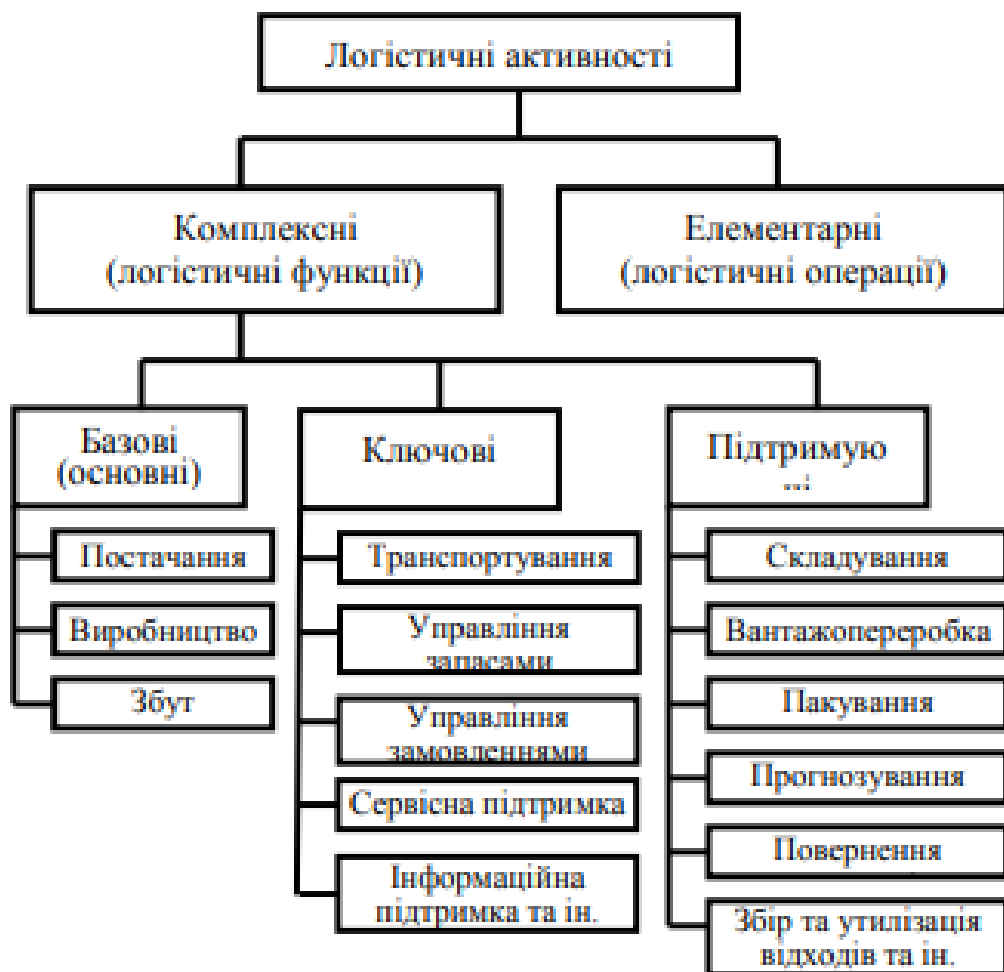 Логістичні активності
Комплексні
(логістичні функції)
Елементарні
(логістичні операції)
Базові
(основні)
Постачання
Виробництво
Збут
Ключові
Транспортування
Управління
запасами
Управління
замовленнями
Сервісна підтримка
Інформаційна
підтримка та ін.
Підтримую
Складування
Вантажопереробка
Пакування
Прогнозування
Повернення
Збір та утилізація
відходів та ін.